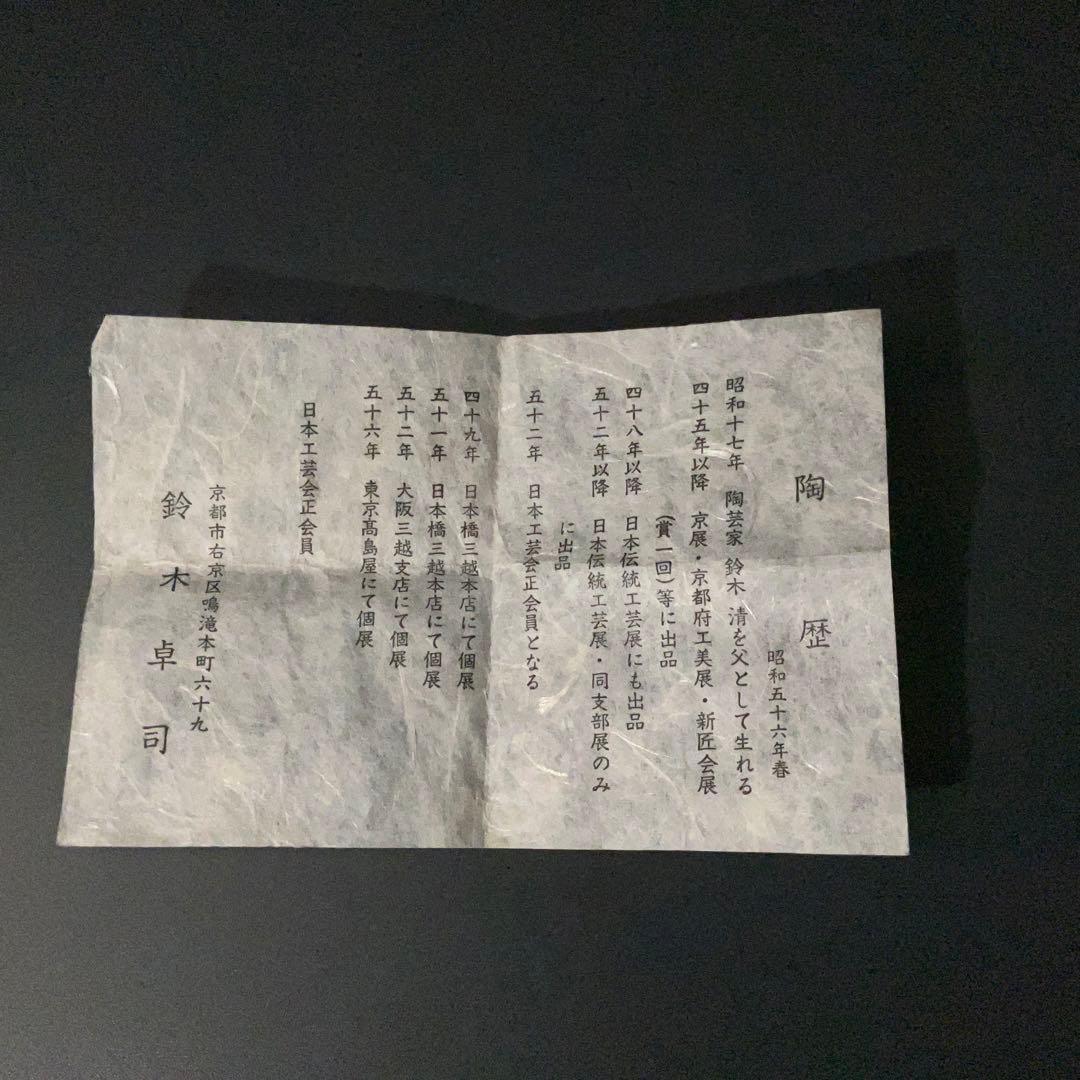 陶歴
昭和五十六年春
昭和十七年 陶芸家 鈴木 清を父として生れる
四十五年以降 京展・京都府工美展・新匠会展
(賞一回)等に出品
四十八年以降 日本伝統工芸展にも出品
五十二年以降 日本伝統工芸展・同支部展のみ
に出品
五十二年 日本工芸会正会員となる
四十九年 日本橋三越本店にて個展
五十一年 日本橋三越本店にて個展
五十二年 大阪三越支店にて個展
五十六年 東京髙島屋にて個展
日本工芸会正会員
京都市右京区鳴滝本町六十九
鈴木卓司